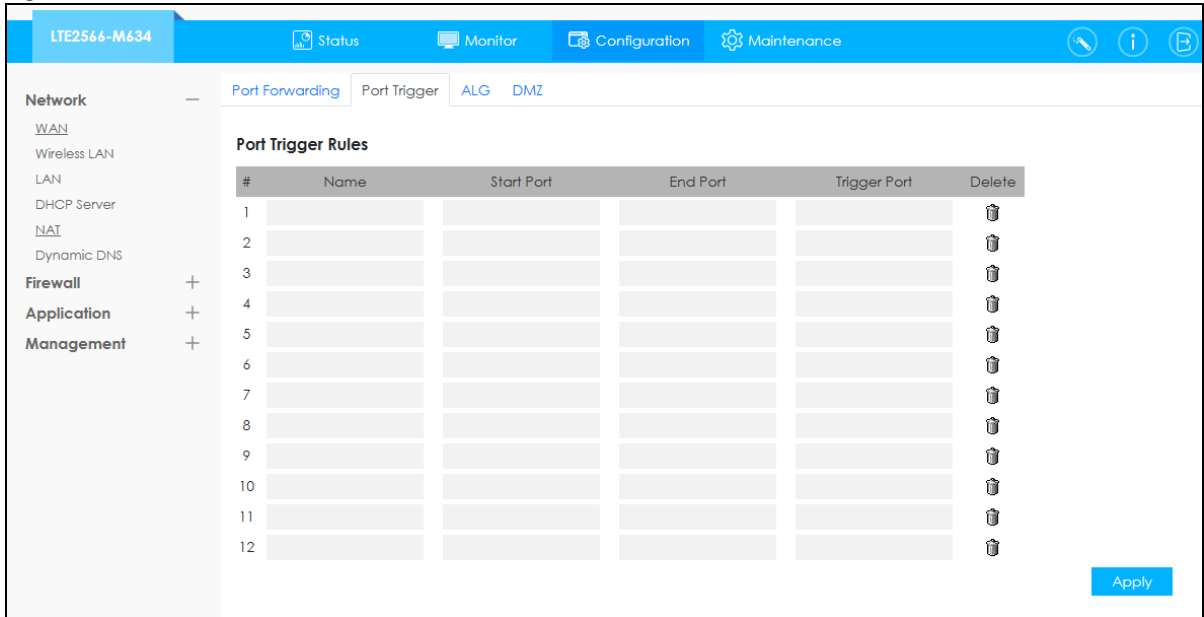 LTE2566-M634
Status Monitor Configuration Maintenance
Network
WAN
Wireless LAN
LAN
DHCP Server
NAT
Dynamic DNS
Firewall
Application
Management
Port Forwarding Port Trigger ALG DMZ
Port Trigger Rules
# Name Start Port End Port Trigger Port Delete
1
2
3
4
5
6
7
8
9
10
11
12
Apply